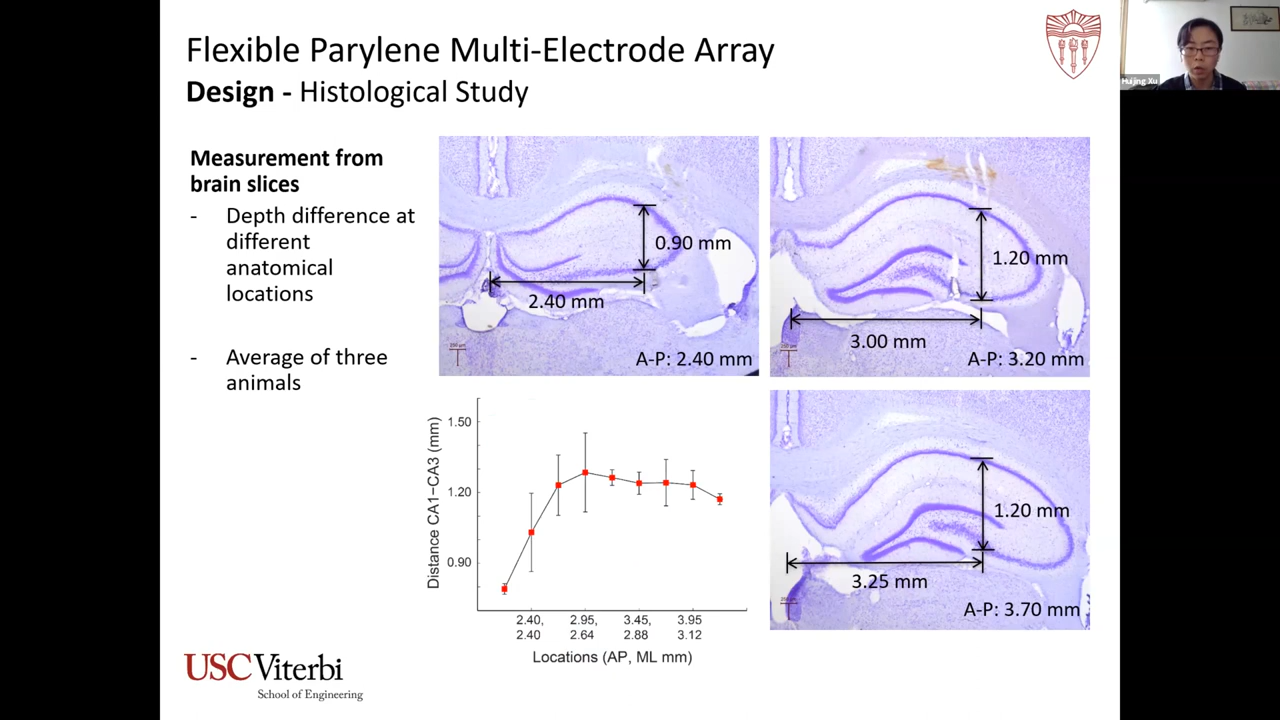 Flexible Parylene Multi-Electrode Array
Design - Histological Study
Huijing Xu
Measurement from
brain slices
- Depth difference at
different
anatomical
locations
- Average of three
animals
0.90 mm
2.40 mm
A-P: 2.40 mm
1.20 mm
3.00 mm
A-P: 3.20 mm
250 μm
1.50
1.20
0.90
Distance CA1–CA3 (mm)
2.40, 2.95, 3.45, 3.95
2.40 2.64 2.88 3.12
Locations (AP, ML mm)
1.20 mm
3.25 mm
A-P: 3.70 mm
USC Viterbi
School of Engineering